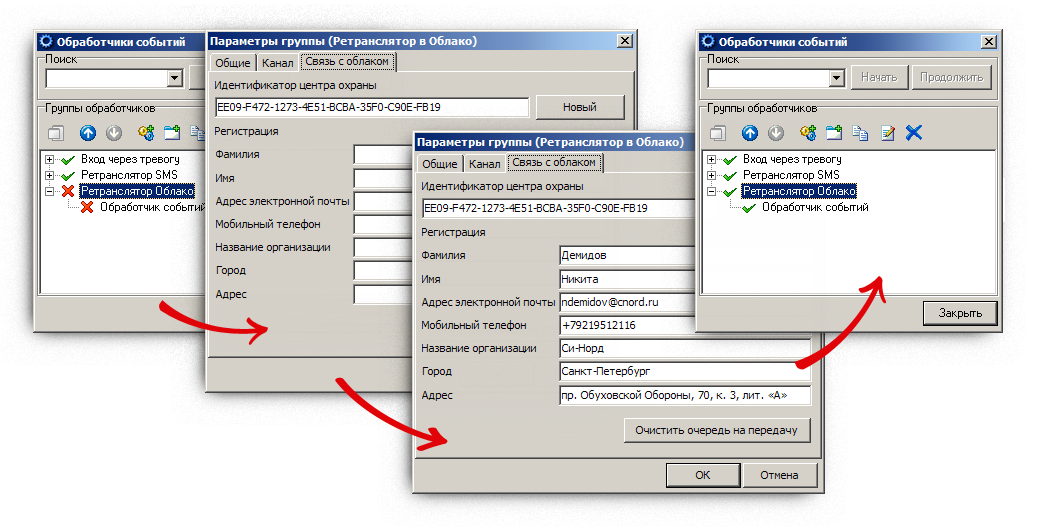 Обработчики событий
Поиск
Группы обработчиков
Вход через тревогу
Ретранслятор SMS
Ретранслятор Облако
Обработчик событий
Параметры группы (Ретранслятор в Облако)
Общие Канал Связь с облаком
Идентификатор центра охраны
EE09-F472-1273-4E51-BCBA-35F0-C90E-FB19 Новый
Регистрация
Фамилия
Имя
Адрес электронной почты
Мобильный телефон
Название организации
Город
Адрес
Параметры группы (Ретранслятор в Облако)
Общие Канал Связь с облаком
Идентификатор центра охраны
EE09-F472-1273-4E51-BCBA-35F0-C90E-FB19
Регистрация
Фамилия Демидов
Имя Никита
Адрес электронной почты ndemidov@cnord.ru
Мобильный телефон +79219512116
Название организации Си-Норд
Город Санкт-Петербург
Адрес пр. Обуховской Обороны, 70, к. 3, лит. «А»
Очистить очередь на передачу
ОК Отмена
Обработчики событий
Поиск
Начать Продолжить
Группы обработчиков
Вход через тревогу
Ретранслятор SMS
Ретранслятор Облако
Обработчик событий
Закрыть